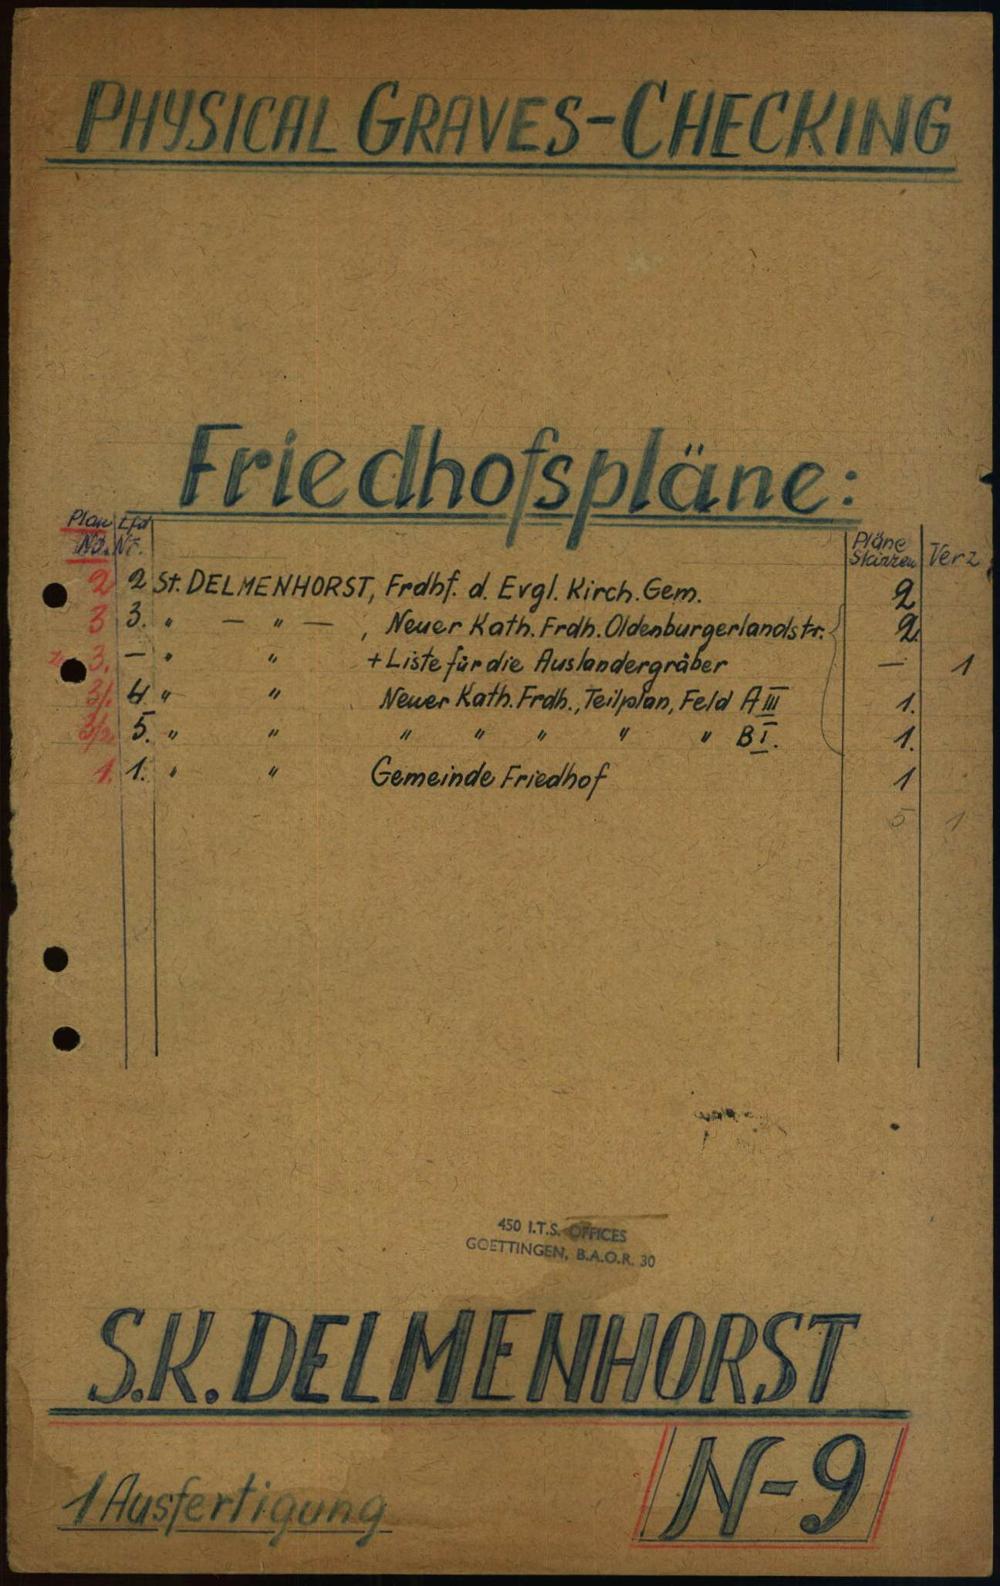 PHYSICAL GRAVES-CHECKING
Friedhofspläne:
Plan No. Lfd Nr. Pläne Skizzen Verz
2 2 St. DELMENHORST, Frdhf. d. Evgl. Kirch. Gem. 2
3 3. " — " — , Neuer Kath. Frdh. Oldenburgerlandstr. 2
3. — " " + Liste für die Auslandergräber — 1
3/1. 4 " " Neuer Kath. Frdh., Teilplan, Feld A III 1.
3/2 5. " " " " " " " B I. 1.
1. 1. " " Gemeinde Friedhof 1
5 1
450 I.T.S. OFFICES
GOETTINGEN, B.A.O.R. 30
S.K. DELMENHORST
N-9
1 Ausfertigung